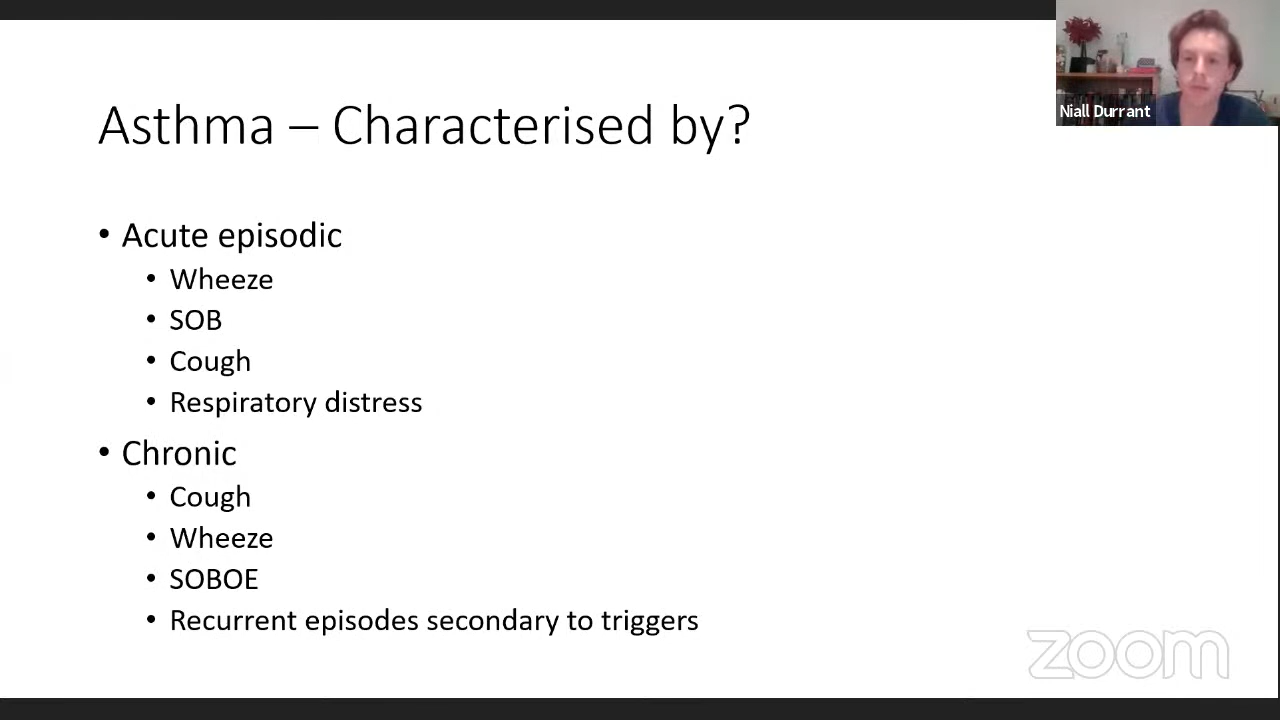 Niall Durrant
Asthma – Characterised by?
• Acute episodic
• Wheeze
• SOB
• Cough
• Respiratory distress
• Chronic
• Cough
• Wheeze
• SOBOE
• Recurrent episodes secondary to triggers
zoom